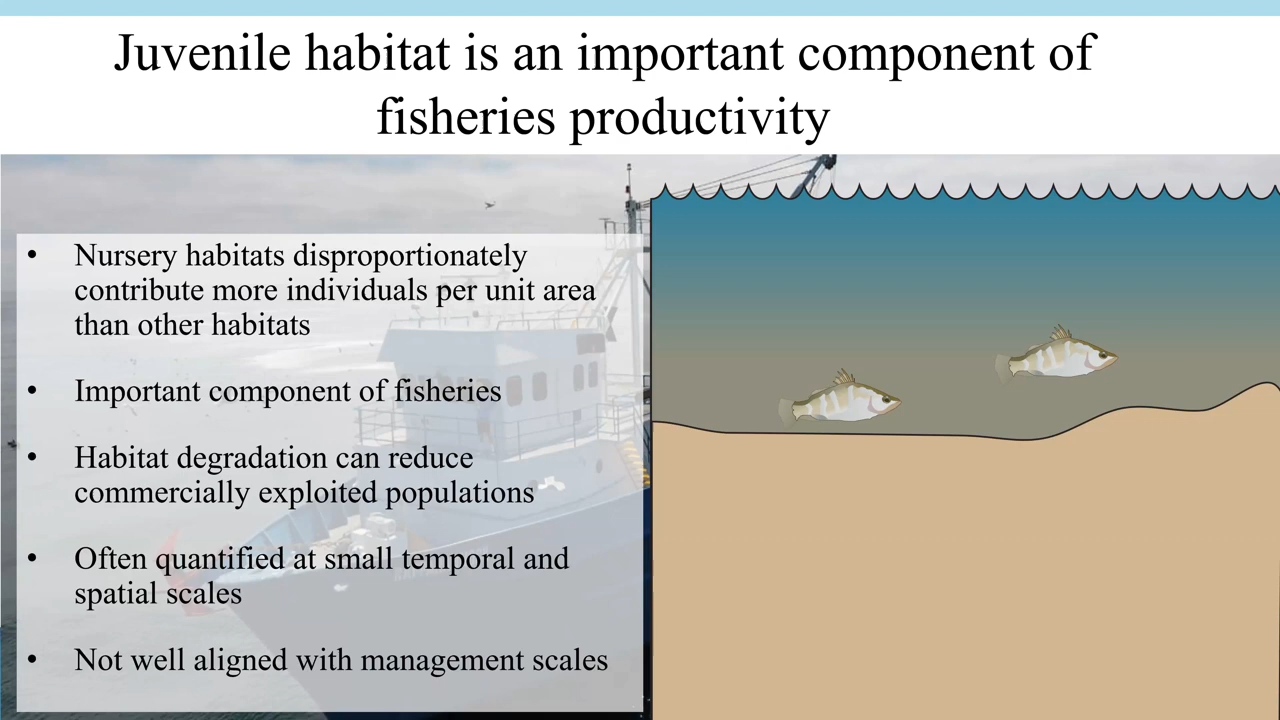 Juvenile habitat is an important component of
fisheries productivity
• Nursery habitats disproportionately
contribute more individuals per unit area
than other habitats
• Important component of fisheries
• Habitat degradation can reduce
commercially exploited populations
• Often quantified at small temporal and
spatial scales
• Not well aligned with management scales